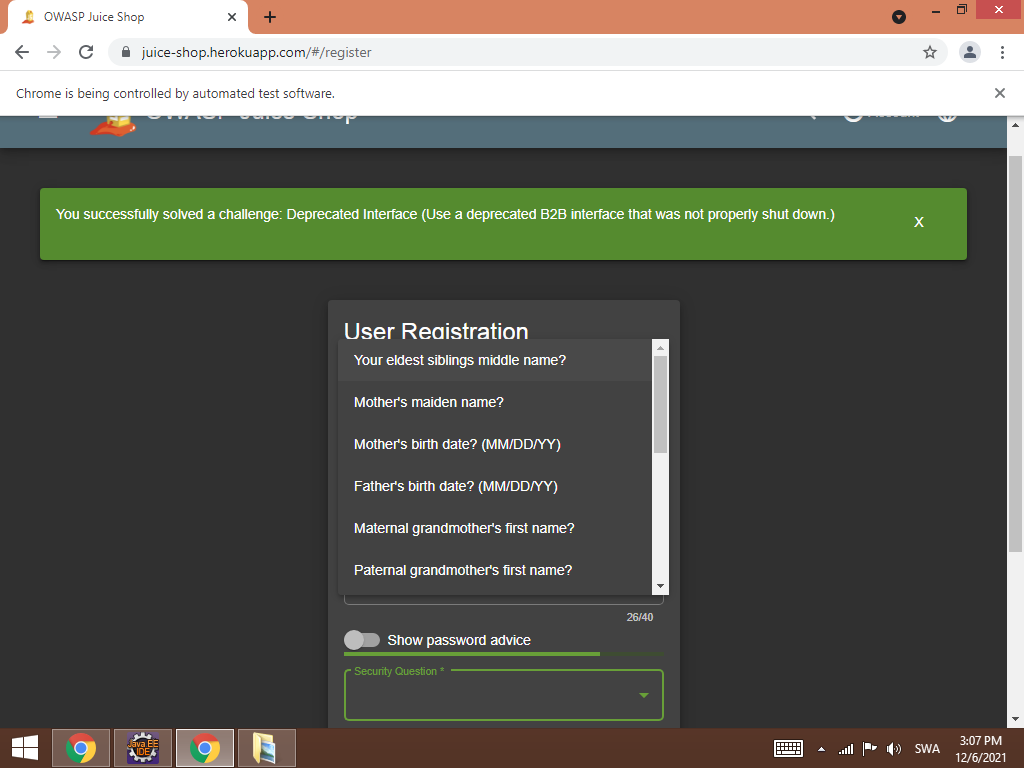 OWASP Juice Shop
juice-shop.herokuapp.com/#/register
Chrome is being controlled by automated test software.
OWASP Juice Shop
Account
You successfully solved a challenge: Deprecated Interface (Use a deprecated B2B interface that was not properly shut down.)
X
User Registration
Your eldest siblings middle name?
Mother's maiden name?
Mother's birth date? (MM/DD/YY)
Father's birth date? (MM/DD/YY)
Maternal grandmother's first name?
Paternal grandmother's first name?
26/40
Show password advice
Security Question *
Java EE
IDE
SWA
3:07 PM
12/6/2021